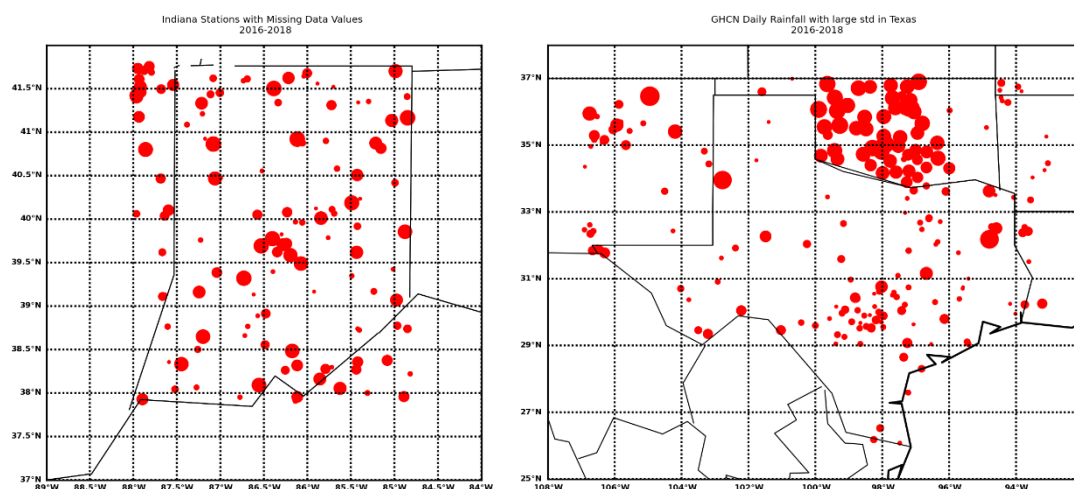 Indiana Stations with Missing Data Values
2016-2018
41.5°N
41°N
40.5°N
40°N
39.5°N
39°N
38.5°N
38°N
37.5°N
37°N
89°W 88.5°W 88°W 87.5°W 87°W 86.5°W 86°W 85.5°W 85°W 84.5°W 84°W
GHCN Daily Rainfall with large std in Texas
2016-2018
37°N
35°N
33°N
31°N
29°N
27°N
25°N
108°W 106°W 104°W 102°W 100°W 98°W 96°W 94°W